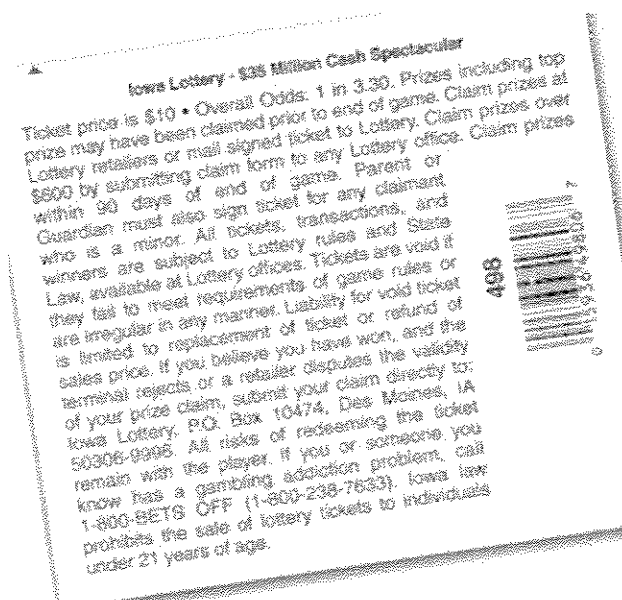 Iowa Lottery - $35 Million Cash Spectacular
Ticket price is $10 • Overall Odds: 1 in 3.30. Prizes including top
prize may have been claimed prior to end of game. Claim prizes at
Lottery retailers or mail signed ticket to Lottery. Claim prizes over
$600 by submitting claim form to any Lottery office. Claim prizes
within 90 days of end of game. Parent or
Guardian must also sign ticket for any claimant
who is a minor. All tickets, transactions, and
winners are subject to Lottery rules and State
Law, available at Lottery offices. Tickets are void if
they fail to meet requirements of game rules or
are irregular in any manner. Liability for void ticket
is limited to replacement of ticket or refund of
sales price. If you believe you have won, and the
terminal rejects or a retailer disputes the validity
of your prize claim, submit your claim directly to:
Iowa Lottery, P.O. Box 10474, Des Moines, IA
50306-9996. All risks of redeeming the ticket
remain with the player. If you or someone you
know has a gambling addiction problem, call
1-800-BETS OFF (1-800-238-7633). Iowa law
prohibits the sale of lottery tickets to individuals
under 21 years of age.
498